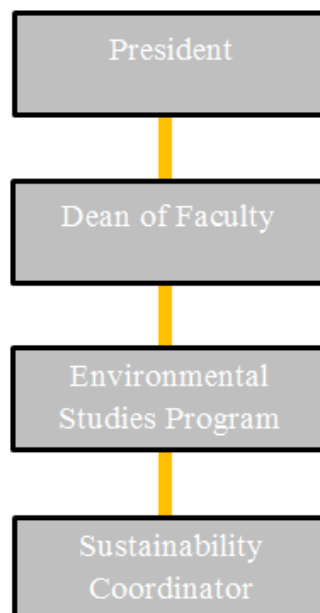 President
Dean of Faculty
Environmental
Studies Program
Sustainability
Coordinator